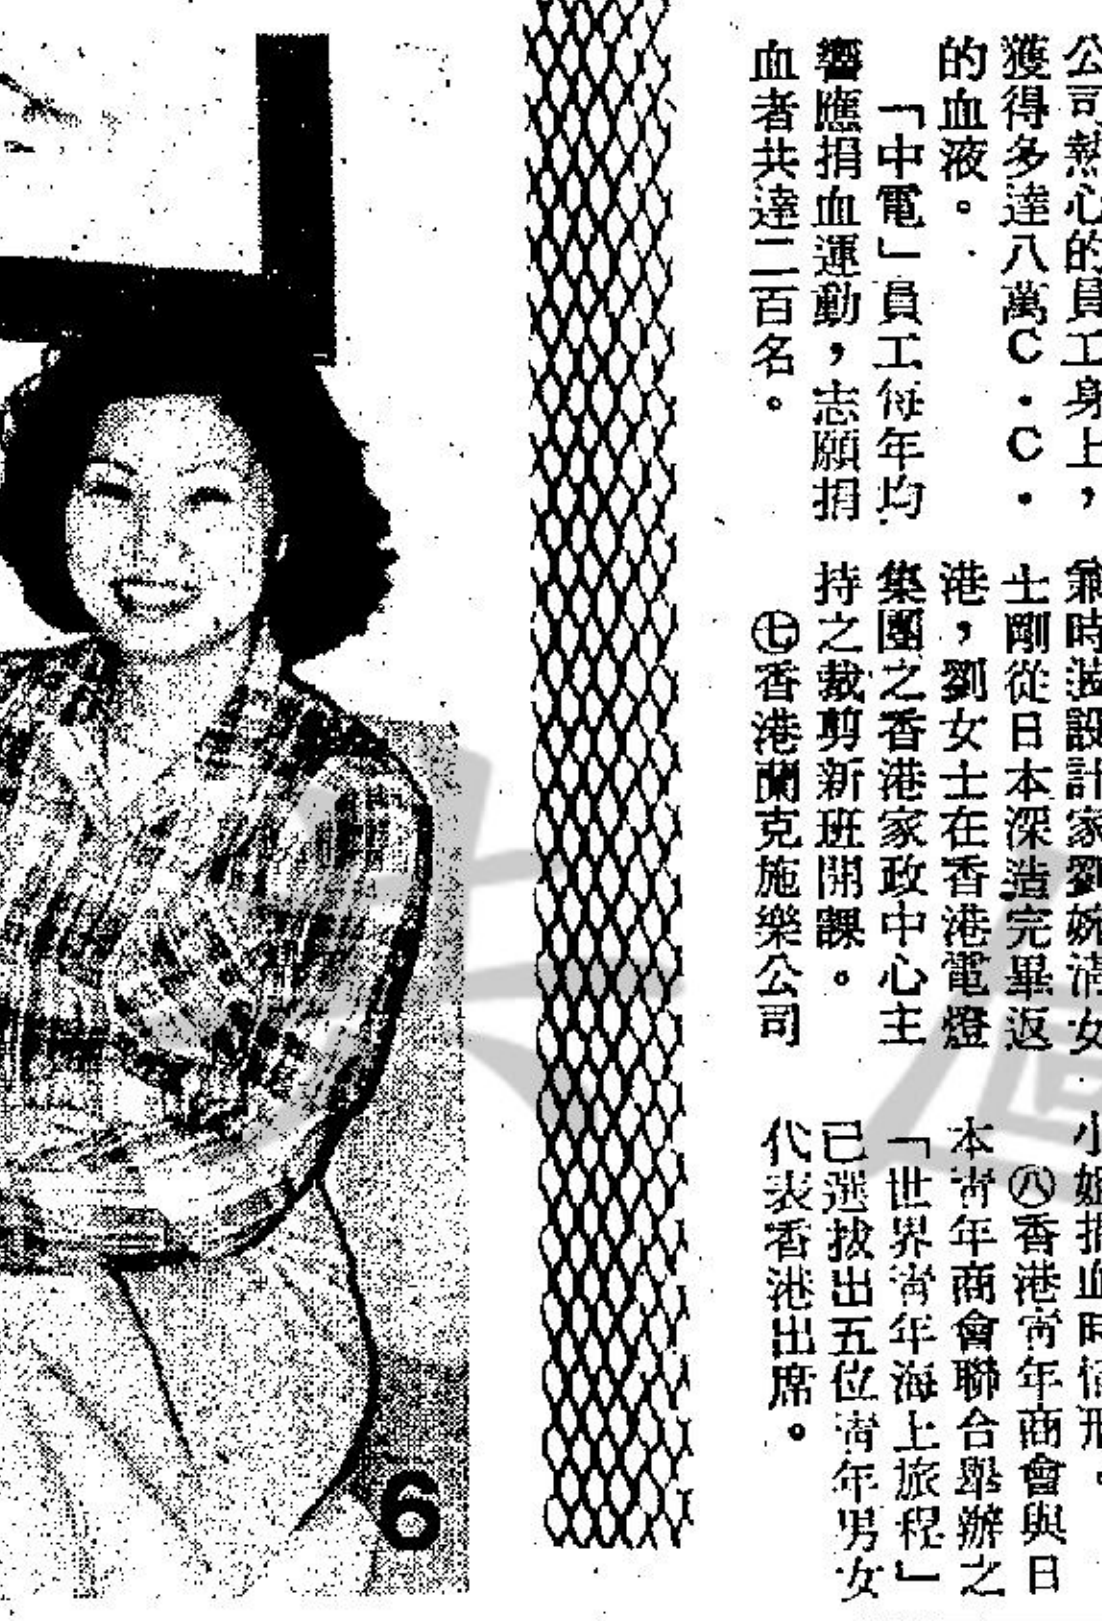 公司熱心的員工身上，
獲得多達八萬C・C・
的血液。
「中電」員工每年均
響應捐血運動，志願捐
血者共達二百名。
兼時裝設計家劉婉清女
士剛從日本深造完畢返
港，劉女士在香港電燈
集團之香港家政中心主
持之裁剪新班開課。
㊆香港蘭克施樂公司
小姐捐血時情形。
㊇香港青年商會與日
本青年商會聯合舉辦之
「世界青年海上旅程」
已選拔出五位青年男女
代表香港出席。
6